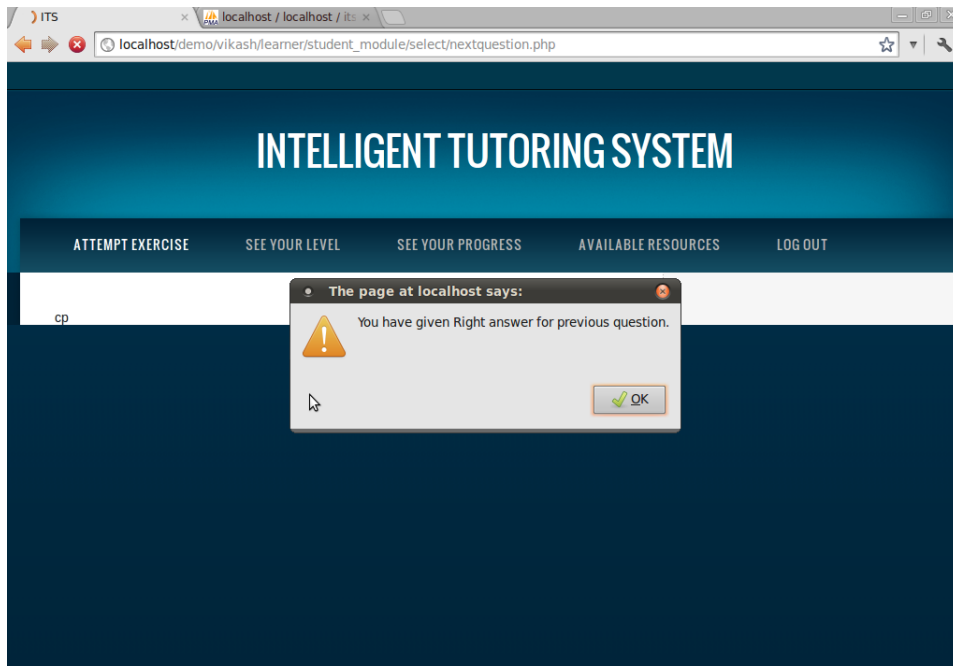 ITS
PMA localhost / localhost / its
localhost/demo/vikash/learner/student_module/select/nextquestion.php
INTELLIGENT TUTORING SYSTEM
ATTEMPT EXERCISE SEE YOUR LEVEL SEE YOUR PROGRESS AVAILABLE RESOURCES LOG OUT
The page at localhost says:
You have given Right answer for previous question.
cp
OK